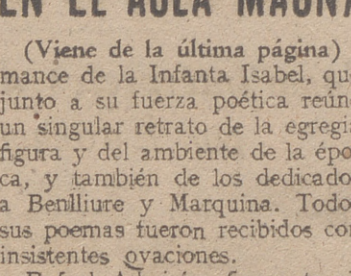 EN EL AULA MAGNA
(Viene de la última página)
mance de la Infanta Isabel, que
junto a su fuerza poética reún
un singular retrato de la egregi
figura y del ambiente de la épo
ca, y también de los dedicado
a Benlliure y Marquina. Todo
sus poemas fueron recibidos con
insistentes ovaciones.